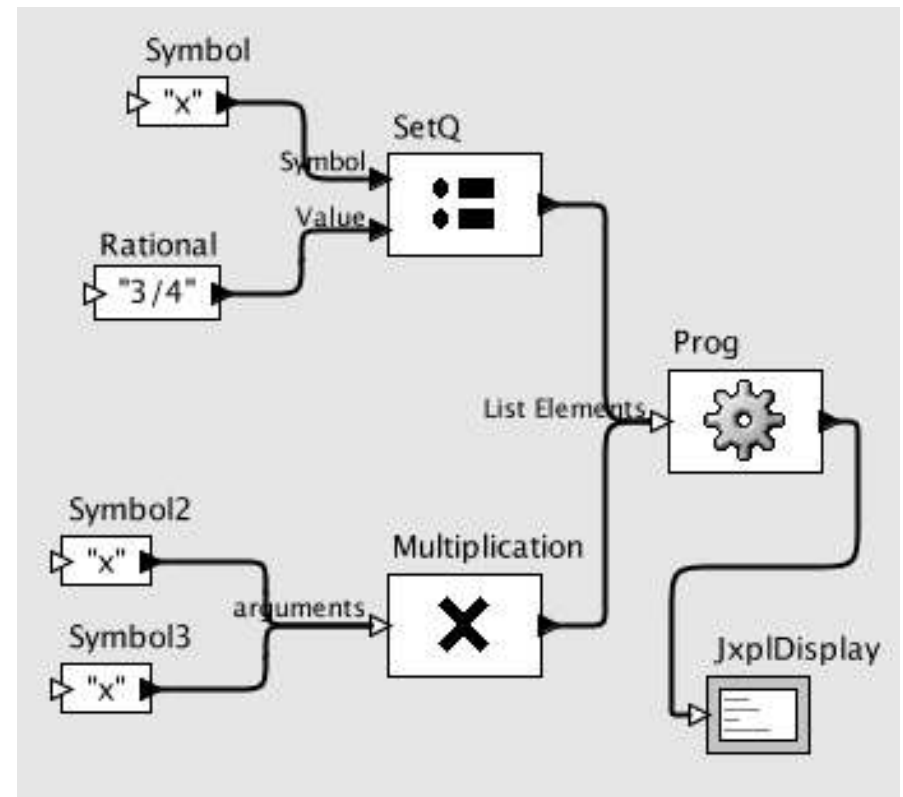 Symbol
"x"
SetQ
Symbol
Value
Rational
"3/4"
Prog
List Elements
Symbol2
"x"
Multiplication
arguments
Symbol3
"x"
JxplDisplay